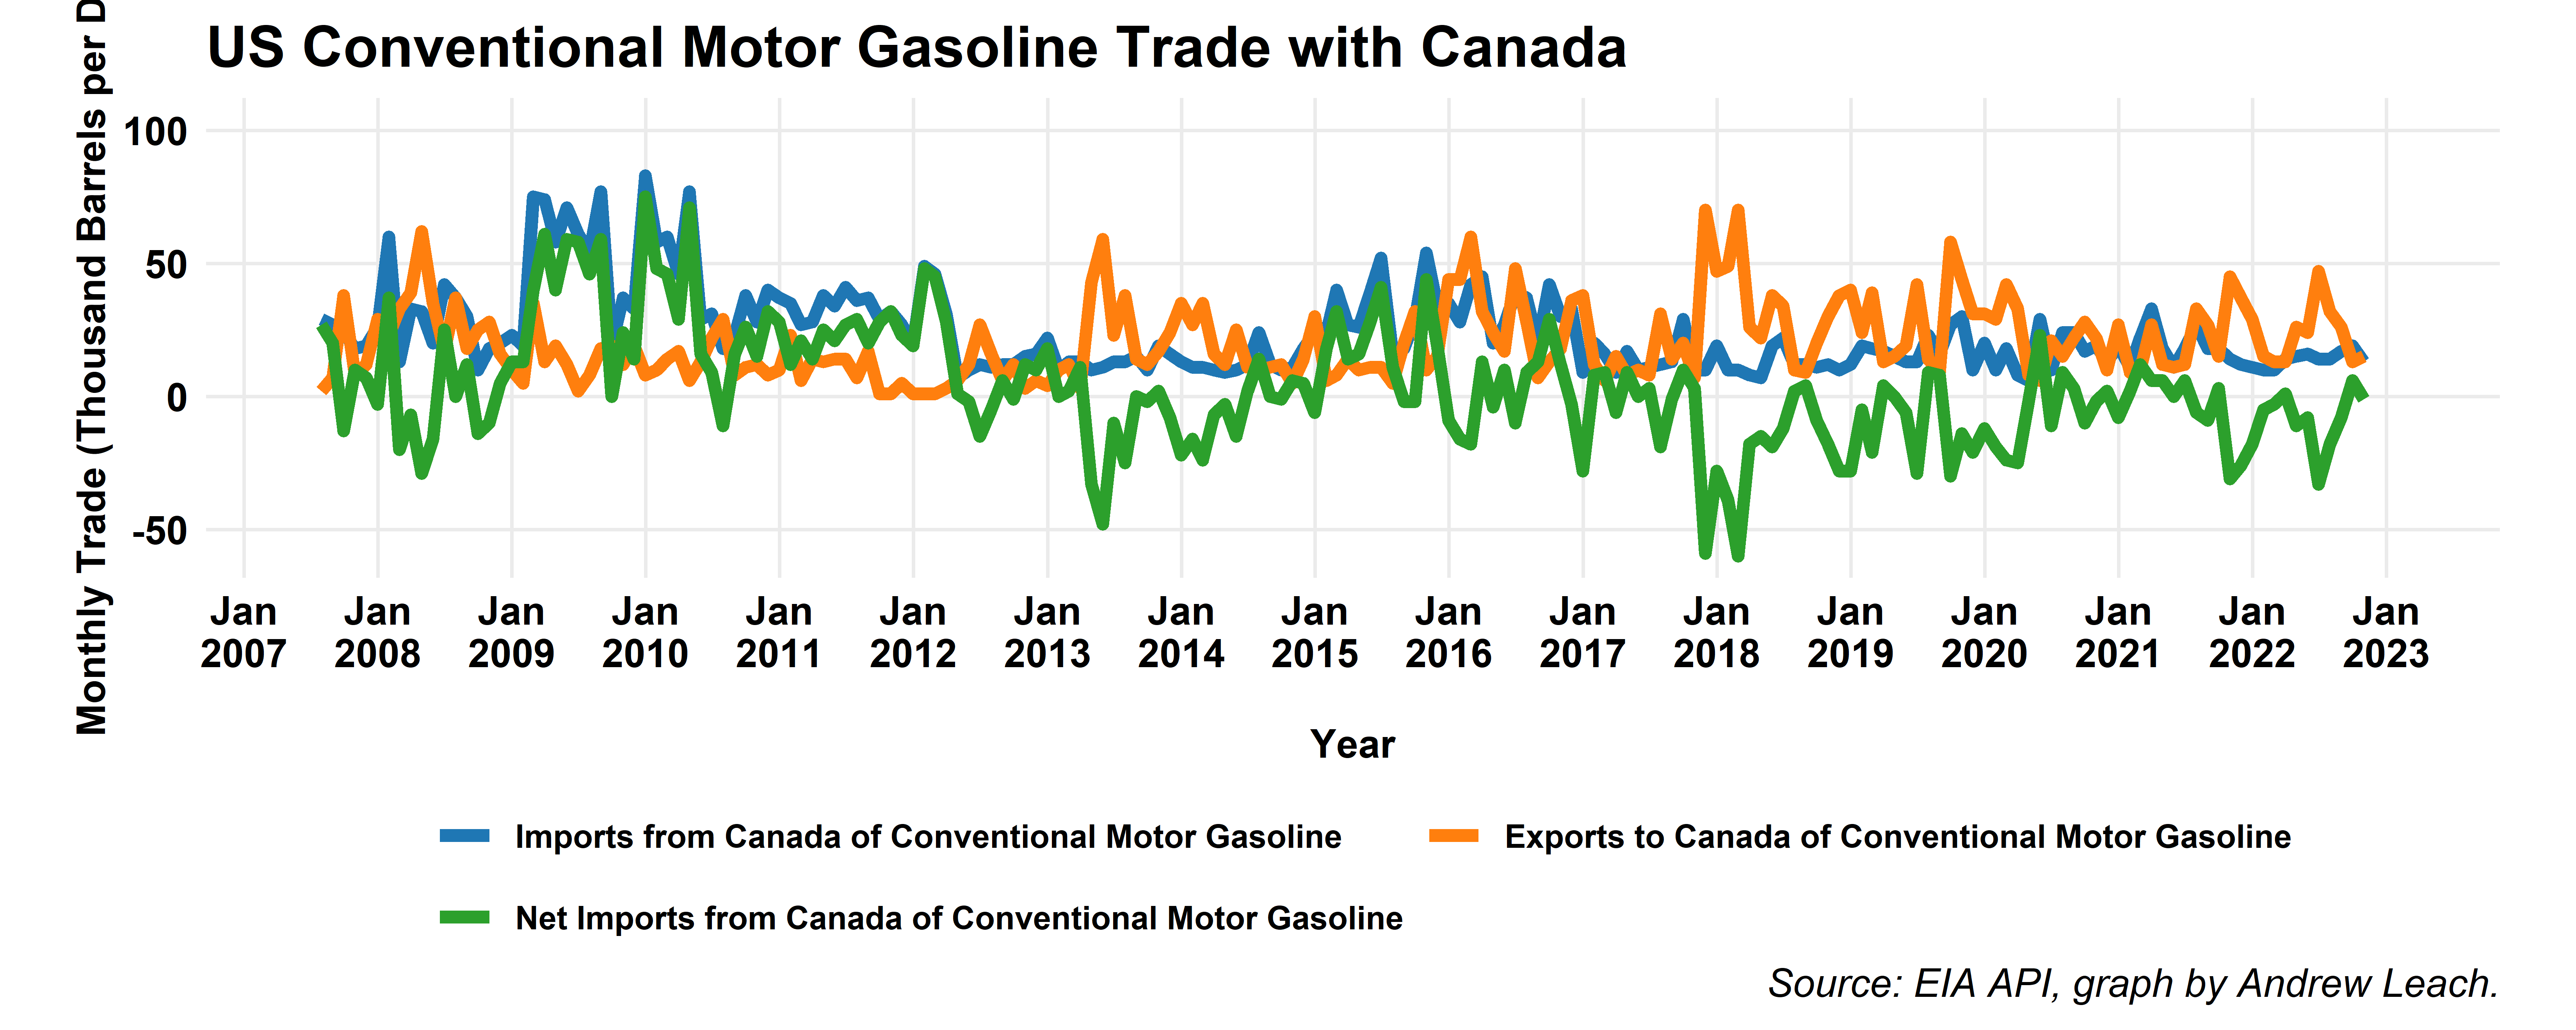 US Conventional Motor Gasoline Trade with Canada
Monthly Trade (Thousand Barrels per D
100
50
0
-50
Jan Jan Jan Jan Jan Jan Jan Jan Jan Jan Jan Jan Jan Jan Jan Jan Jan
2007 2008 2009 2010 2011 2012 2013 2014 2015 2016 2017 2018 2019 2020 2021 2022 2023
Year
Imports from Canada of Conventional Motor Gasoline
Exports to Canada of Conventional Motor Gasoline
Net Imports from Canada of Conventional Motor Gasoline
Source: EIA API, graph by Andrew Leach.